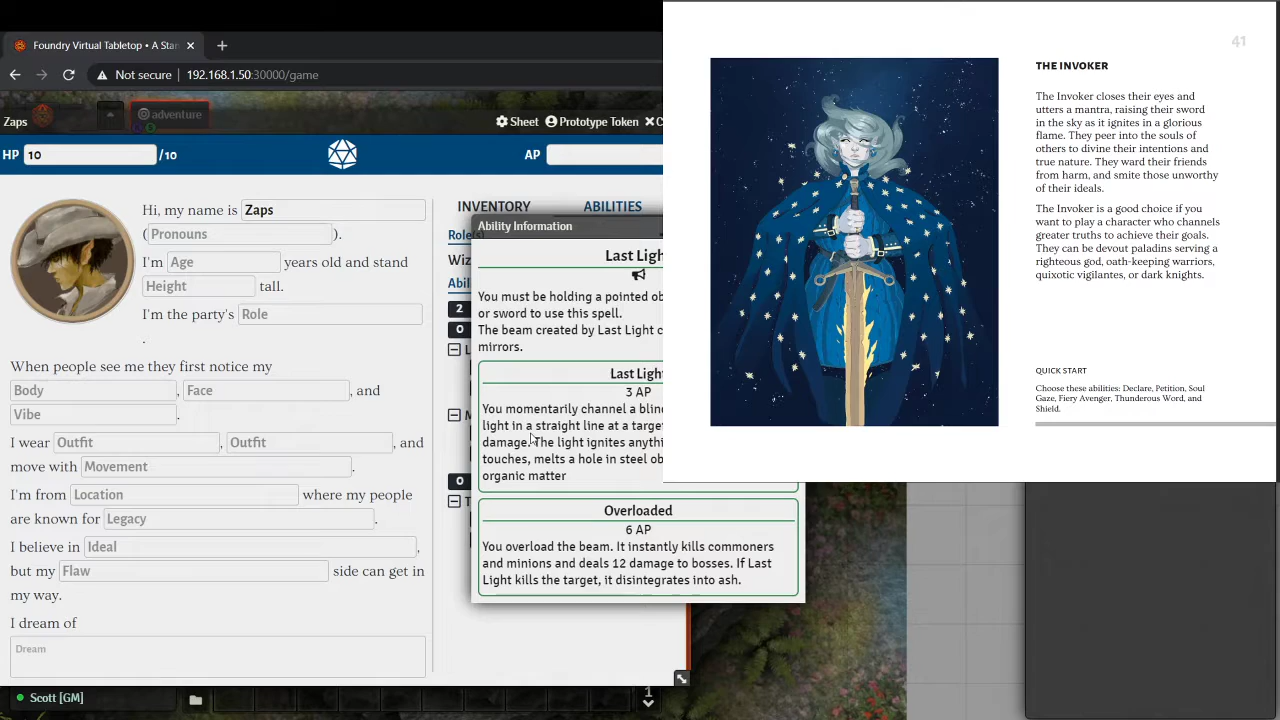 Foundry Virtual Tabletop • A Star
Not secure 192.168.1.50:30000/game
adventure
Zaps
Sheet Prototype Token
HP 10 /10
AP
Hi, my name is Zaps
(Pronouns ).
I'm Age years old and stand
Height tall.
I'm the party's Role
.
When people see me they first notice my
Body , Face , and
Vibe .
I wear Outfit , Outfit , and
move with Movement .
I'm from Location where my people
are known for Legacy .
I believe in Ideal ,
but my Flaw side can get in
my way.
I dream of
Dream
Scott [GM]
INVENTORY ABILITIES
Role(s)
Wiz
Abil
2
0
L
M
0
T
Ability Information
Last Ligh
You must be holding a pointed ob
or sword to use this spell.
The beam created by Last Light c
mirrors.
Last Ligh
3 AP
You momentarily channel a blind
light in a straight line at a targe
damage. The light ignites anythi
touches, melts a hole in steel ob
organic matter
Overloaded
6 AP
You overload the beam. It instantly kills commoners
and minions and deals 12 damage to bosses. If Last
Light kills the target, it disintegrates into ash.
1
41
THE INVOKER
The Invoker closes their eyes and
utters a mantra, raising their sword
in the sky as it ignites in a glorious
flame. They peer into the souls of
others to divine their intentions and
true nature. They ward their friends
from harm, and smite those unworthy
of their ideals.
The Invoker is a good choice if you
want to play a character who channels
greater truths to achieve their goals.
They can be devout paladins serving a
righteous god, oath-keeping warriors,
quixotic vigilantes, or dark knights.
QUICK START
Choose these abilities: Declare, Petition, Soul
Gaze, Fiery Avenger, Thunderous Word, and
Shield.